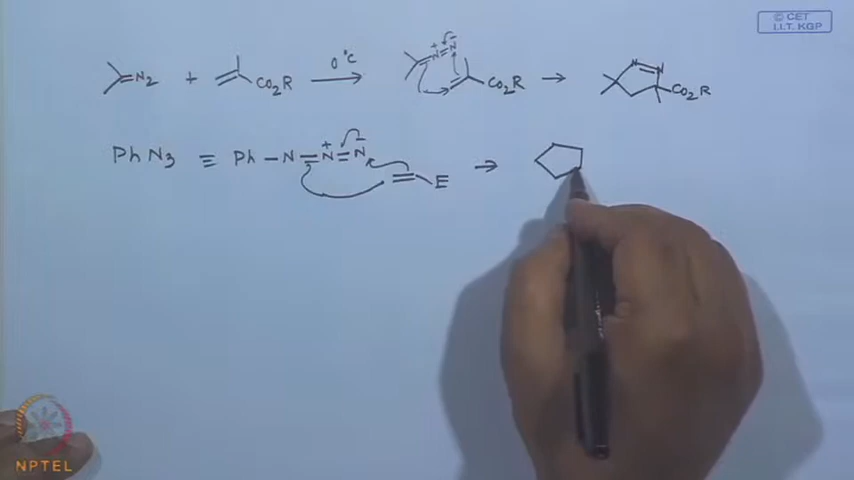 © CET
I.I.T. KGP
=N2 + CO2R 0°C → + N = N − CO2R → N = N CO2R
PhN3 ≡ Ph – N = N + ≡ N − = E →
NPTEL